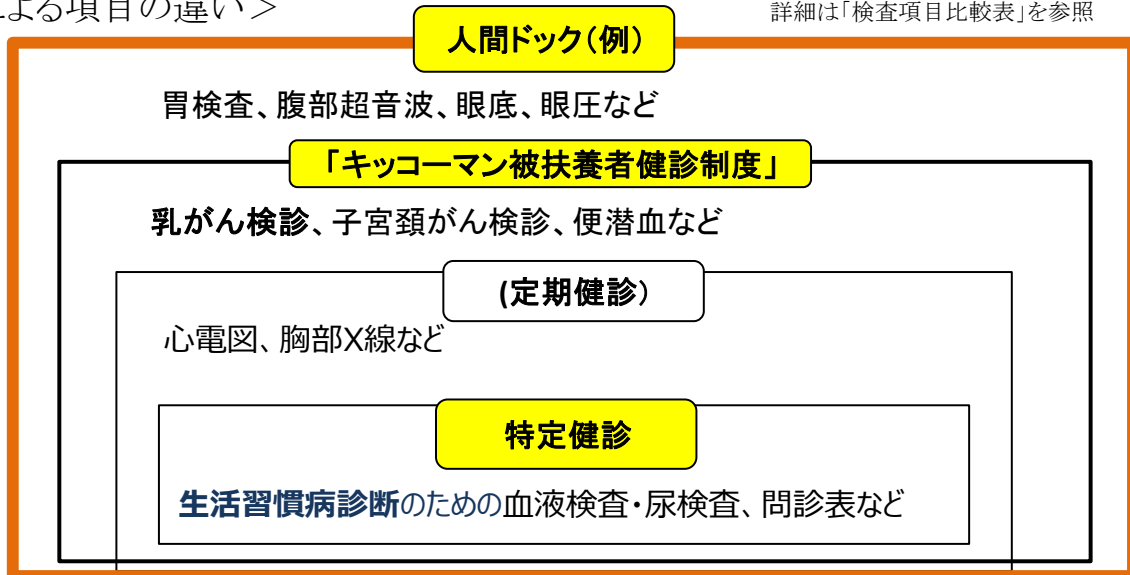 よる項目の違い＞
詳細は「検査項目比較表」を参照
人間ドック（例）
胃検査、腹部超音波、眼底、眼圧など
「キッコーマン被扶養者健診制度」
乳がん検診、子宮頚がん検診、便潜血など
(定期健診）
心電図、胸部X線など
特定健診
生活習慣病診断のための血液検査・尿検査、問診表など